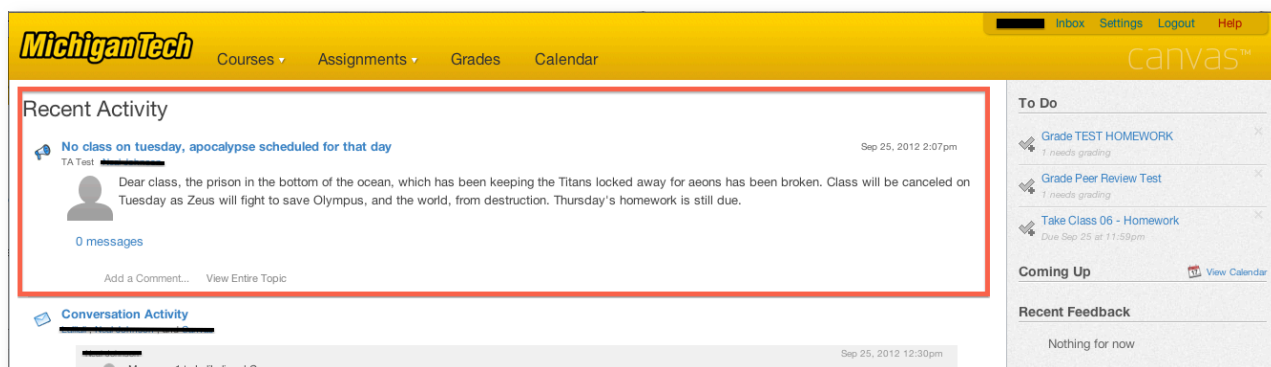 Inbox Settings Logout Help
MichiganTech
Courses Assignments Grades Calendar
canvas™
Recent Activity
No class on tuesday, apocalypse scheduled for that day
Sep 25, 2012 2:07pm
TA Test
Dear class, the prison in the bottom of the ocean, which has been keeping the Titans locked away for aeons has been broken. Class will be canceled on
Tuesday as Zeus will fight to save Olympus, and the world, from destruction. Thursday's homework is still due.
0 messages
Add a Comment... View Entire Topic
Conversation Activity
Sep 25, 2012 12:30pm
To Do
Grade TEST HOMEWORK
1 needs grading
Grade Peer Review Test
1 needs grading
Take Class 06 - Homework
Due Sep 25 at 11:59pm
Coming Up
View Calendar
Recent Feedback
Nothing for now